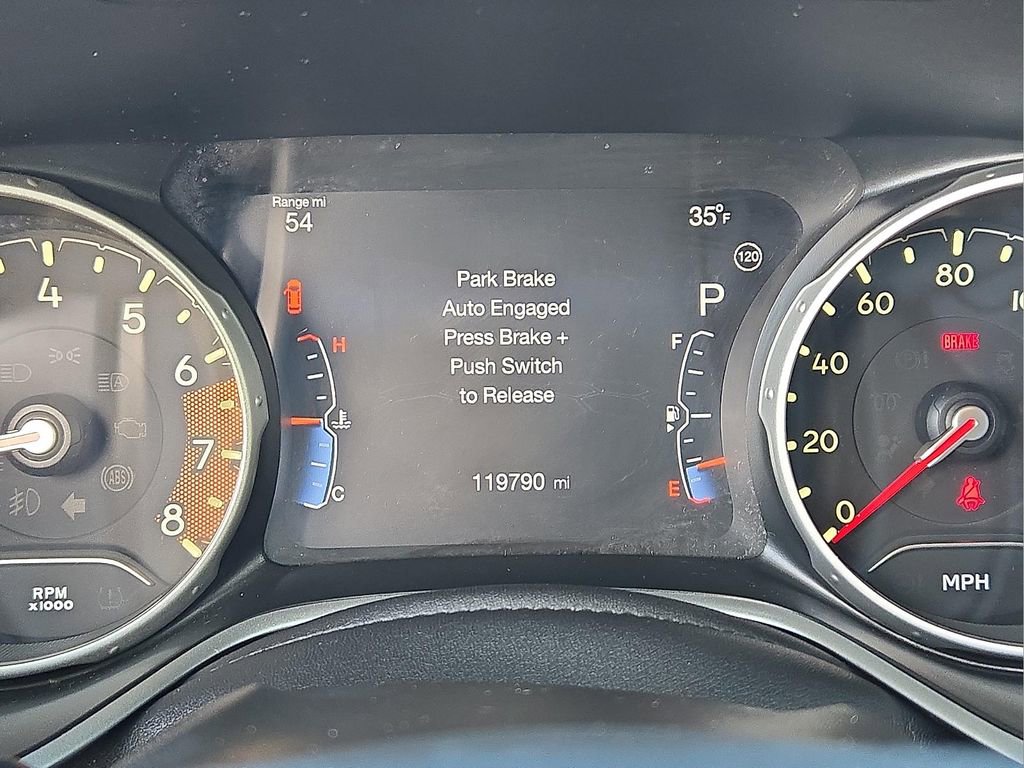 Range mi
54
35°F
120
Park Brake
Auto Engaged
Press Brake +
Push Switch
to Release
P
H
C
F
E
119790 mi
4
5
6
7
8
A
ABS
RPM
x1000
0
20
40
60
80
BRAKE
MPH